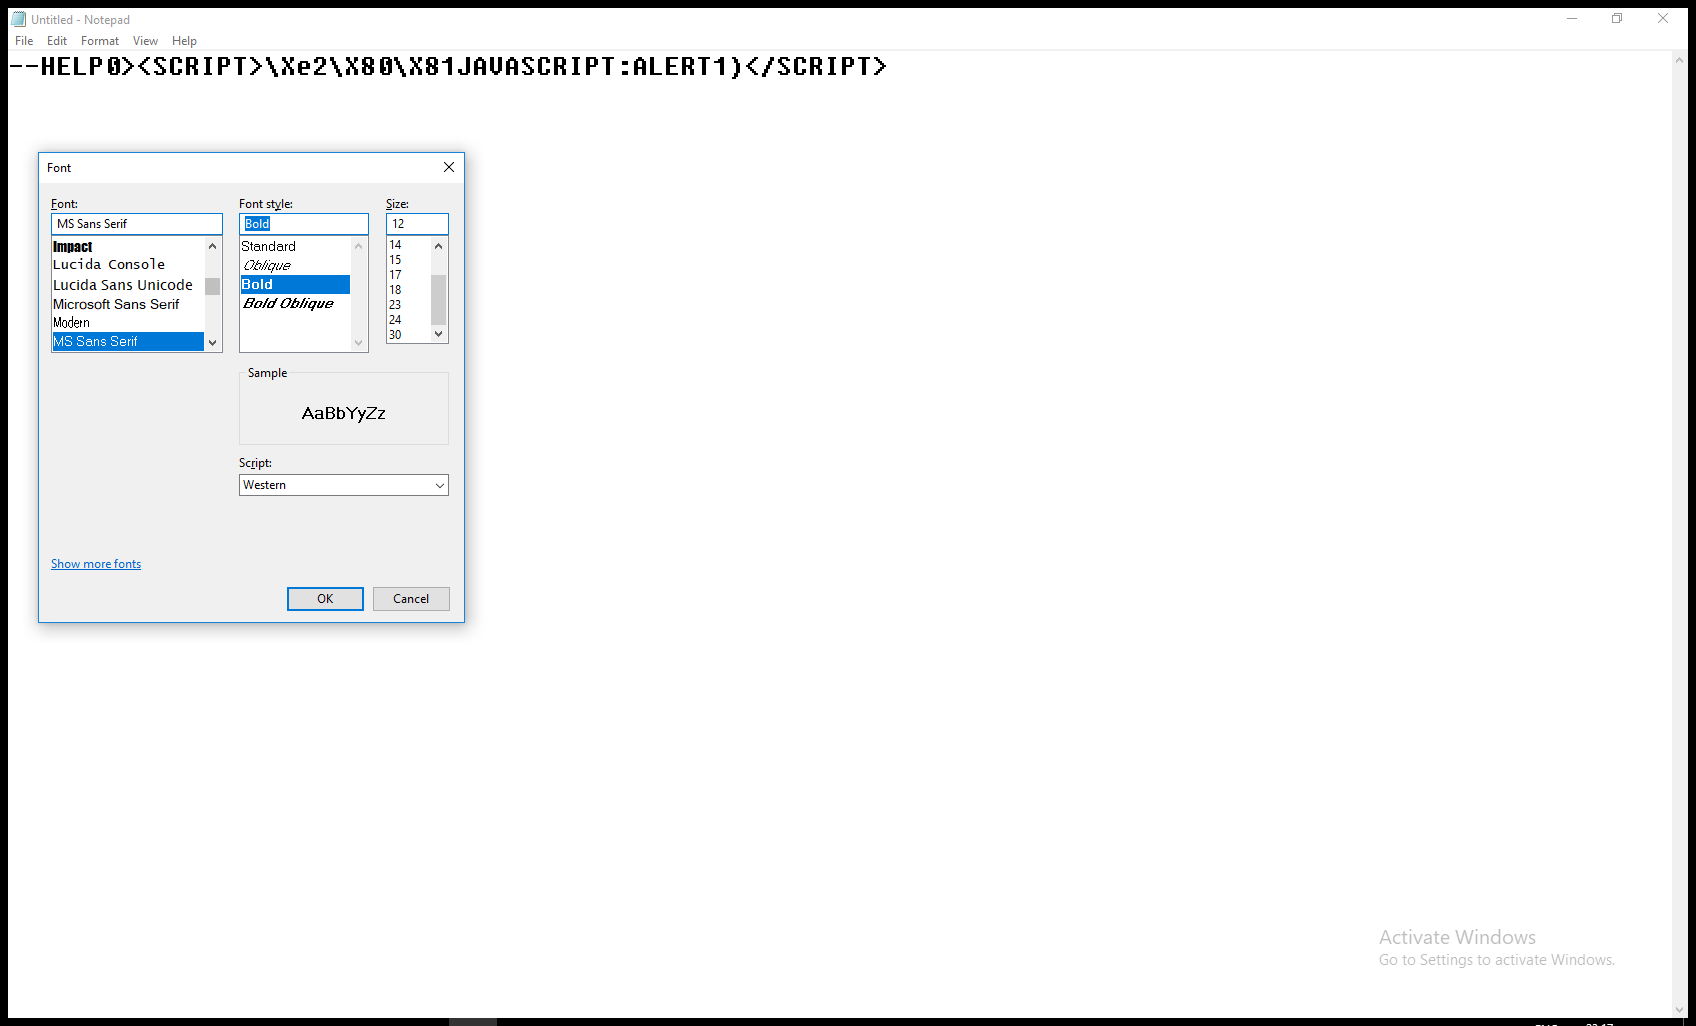 Untitled - Notepad
File Edit Format View Help
--HELP0><SCRIPT>\Xe2\X80\X81JAVASCRIPT:ALERT1)</SCRIPT>
Font
Font: Font style: Size:
MS Sans Serif Bold 12
Impact
Lucida Console
Lucida Sans Unicode
Microsoft Sans Serif
Modern
MS Sans Serif
Standard
Oblique
Bold
Bold Oblique
14
15
17
18
23
24
30
Sample
AaBbYyZz
Script:
Western
Show more fonts
OK Cancel
Activate Windows
Go to Settings to activate Windows.